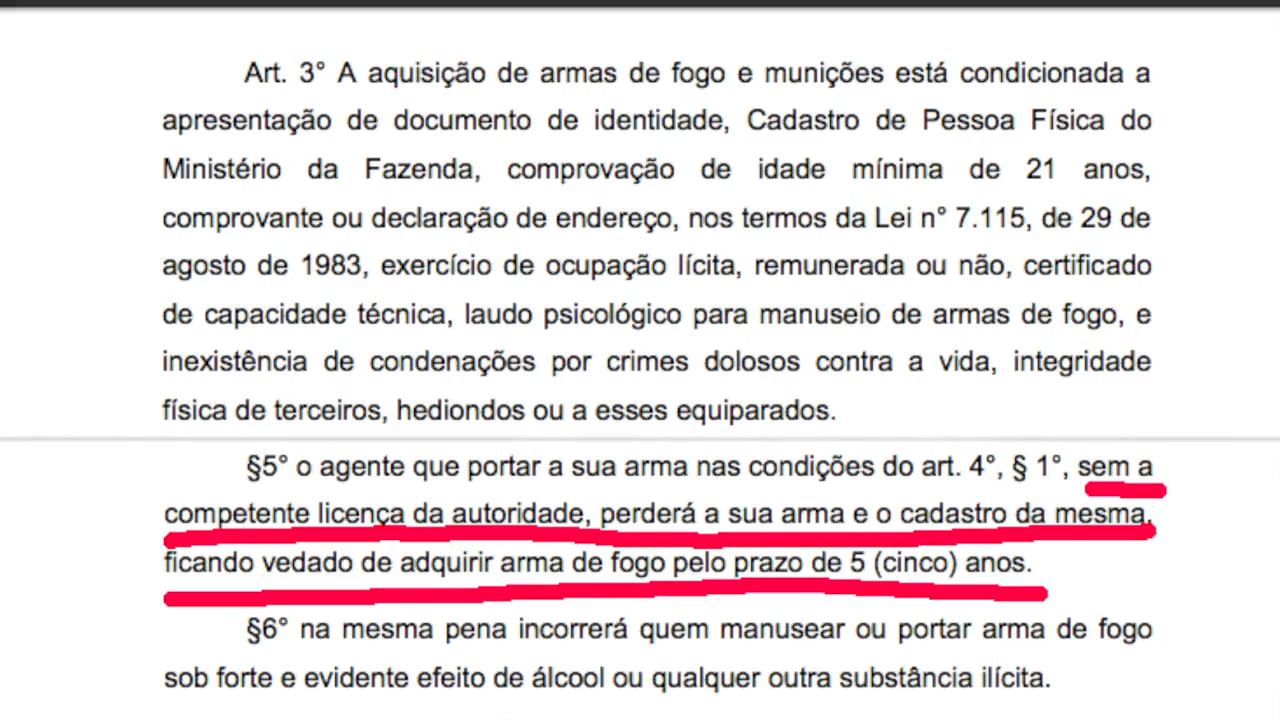 Art. 3° A aquisição de armas de fogo e munições está condicionada a
apresentação de documento de identidade, Cadastro de Pessoa Física do
Ministério da Fazenda, comprovação de idade mínima de 21 anos,
comprovante ou declaração de endereço, nos termos da Lei n° 7.115, de 29 de
agosto de 1983, exercício de ocupação lícita, remunerada ou não, certificado
de capacidade técnica, laudo psicológico para manuseio de armas de fogo, e
inexistência de condenações por crimes dolosos contra a vida, integridade
física de terceiros, hediondos ou a esses equiparados.
§5° o agente que portar a sua arma nas condições do art. 4°, § 1°, sem a
competente licença da autoridade, perderá a sua arma e o cadastro da mesma,
ficando vedado de adquirir arma de fogo pelo prazo de 5 (cinco) anos.
§6° na mesma pena incorrerá quem manusear ou portar arma de fogo
sob forte e evidente efeito de álcool ou qualquer outra substância ilícita.